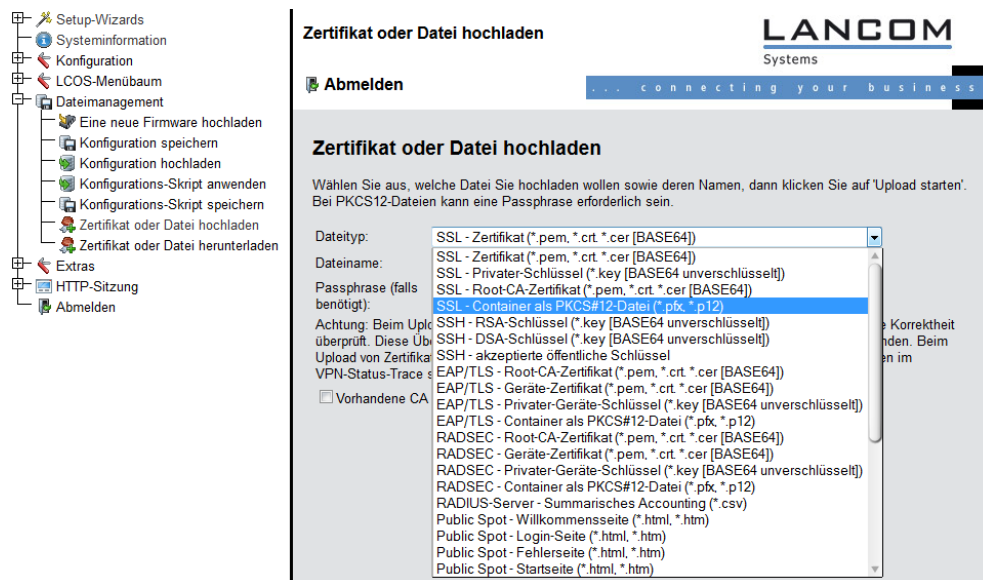 Setup-Wizards
Systeminformation
Konfiguration
LCOS-Menübaum
Dateimanagement
Eine neue Firmware hochladen
Konfiguration speichern
Konfiguration hochladen
Konfigurations-Skript anwenden
Konfigurations-Skript speichern
Zertifikat oder Datei hochladen
Zertifikat oder Datei herunterladen
Extras
HTTP-Sitzung
Abmelden
Zertifikat oder Datei hochladen
LANCOM
Systems
Abmelden
... connecting your business
Zertifikat oder Datei hochladen
Wählen Sie aus, welche Datei Sie hochladen wollen sowie deren Namen, dann klicken Sie auf 'Upload starten'.
Bei PKCS12-Dateien kann eine Passphrase erforderlich sein.
Dateityp: SSL - Zertifikat (*.pem, *.crt. *.cer [BASE64])
Dateiname:
Passphrase (falls
benötigt):
Achtung: Beim Uplo
überprüft. Diese Üb
Upload von Zertifika
VPN-Status-Trace s
Vorhandene CA
SSL - Zertifikat (*.pem, *.crt. *.cer [BASE64])
SSL - Privater-Schlüssel (*.key [BASE64 unverschlüsselt])
SSL - Root-CA-Zertifikat (*.pem, *.crt. *.cer [BASE64])
SSL - Container als PKCS#12-Datei (*.pfx, *.p12)
SSH - RSA-Schlüssel (*.key [BASE64 unverschlüsselt])
SSH - DSA-Schlüssel (*.key [BASE64 unverschlüsselt])
SSH - akzeptierte öffentliche Schlüssel
EAP/TLS - Root-CA-Zertifikat (*.pem, *.crt. *.cer [BASE64])
EAP/TLS - Geräte-Zertifikat (*.pem, *.crt. *.cer [BASE64])
EAP/TLS - Privater-Geräte-Schlüssel (*.key [BASE64 unverschlüsselt])
EAP/TLS - Container als PKCS#12-Datei (*.pfx, *.p12)
RADSEC - Root-CA-Zertifikat (*.pem, *.crt. *.cer [BASE64])
RADSEC - Geräte-Zertifikat (*.pem, *.crt. *.cer [BASE64])
RADSEC - Privater-Geräte-Schlüssel (*.key [BASE64 unverschlüsselt])
RADSEC - Container als PKCS#12-Datei (*.pfx, *.p12)
RADIUS-Server - Summarisches Accounting (*.csv)
Public Spot - Willkommensseite (*.html, *.htm)
Public Spot - Login-Seite (*.html, *.htm)
Public Spot - Fehlerseite (*.html, *.htm)
Public Spot - Startseite (*.html, *.htm)
e Korrektheit
nden. Beim
en im